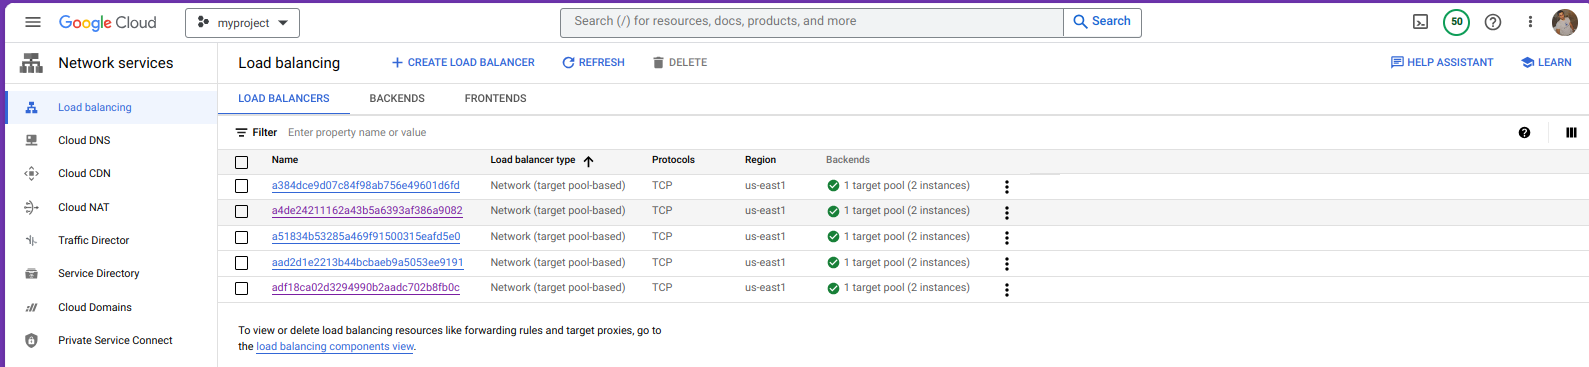 Google Cloud
myproject
Search (/) for resources, docs, products, and more
Search
50
Network services
Load balancing
CREATE LOAD BALANCER
REFRESH
DELETE
HELP ASSISTANT
LEARN
Load balancing
Cloud DNS
Cloud CDN
Cloud NAT
Traffic Director
Service Directory
Cloud Domains
Private Service Connect
LOAD BALANCERS BACKENDS FRONTENDS
Filter Enter property name or value
Name Load balancer type Protocols Region Backends
a384dce9d07c84f98ab756e49601d6fd Network (target pool-based) TCP us-east1 1 target pool (2 instances)
a4de24211162a43b5a6393af386a9082 Network (target pool-based) TCP us-east1 1 target pool (2 instances)
a51834b53285a469f91500315eafd5e0 Network (target pool-based) TCP us-east1 1 target pool (2 instances)
aad2d1e2213b44bcbaeb9a5053ee9191 Network (target pool-based) TCP us-east1 1 target pool (2 instances)
adf18ca02d3294990b2aadc702b8fb0c Network (target pool-based) TCP us-east1 1 target pool (2 instances)
To view or delete load balancing resources like forwarding rules and target proxies, go to
the load balancing components view.